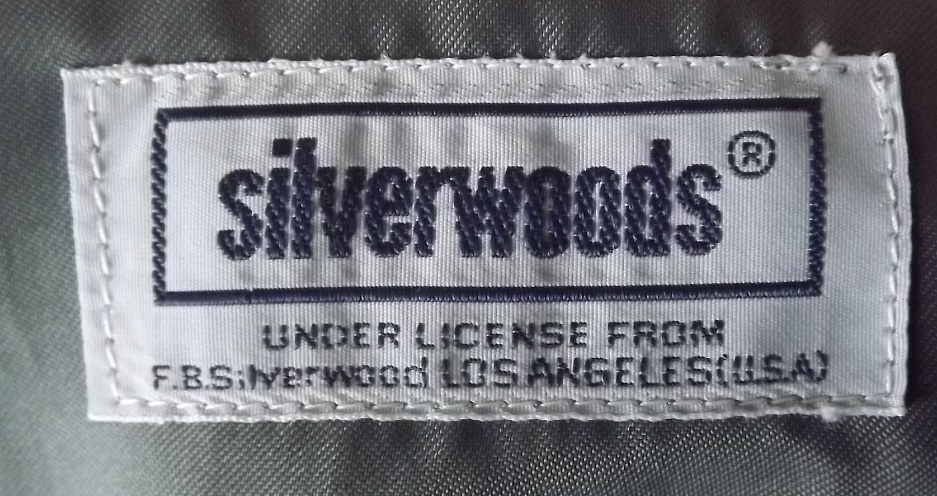 silverwoods®
UNDER LICENSE FROM
F.B.Silverwood LOS ANGELES(U.S.A)